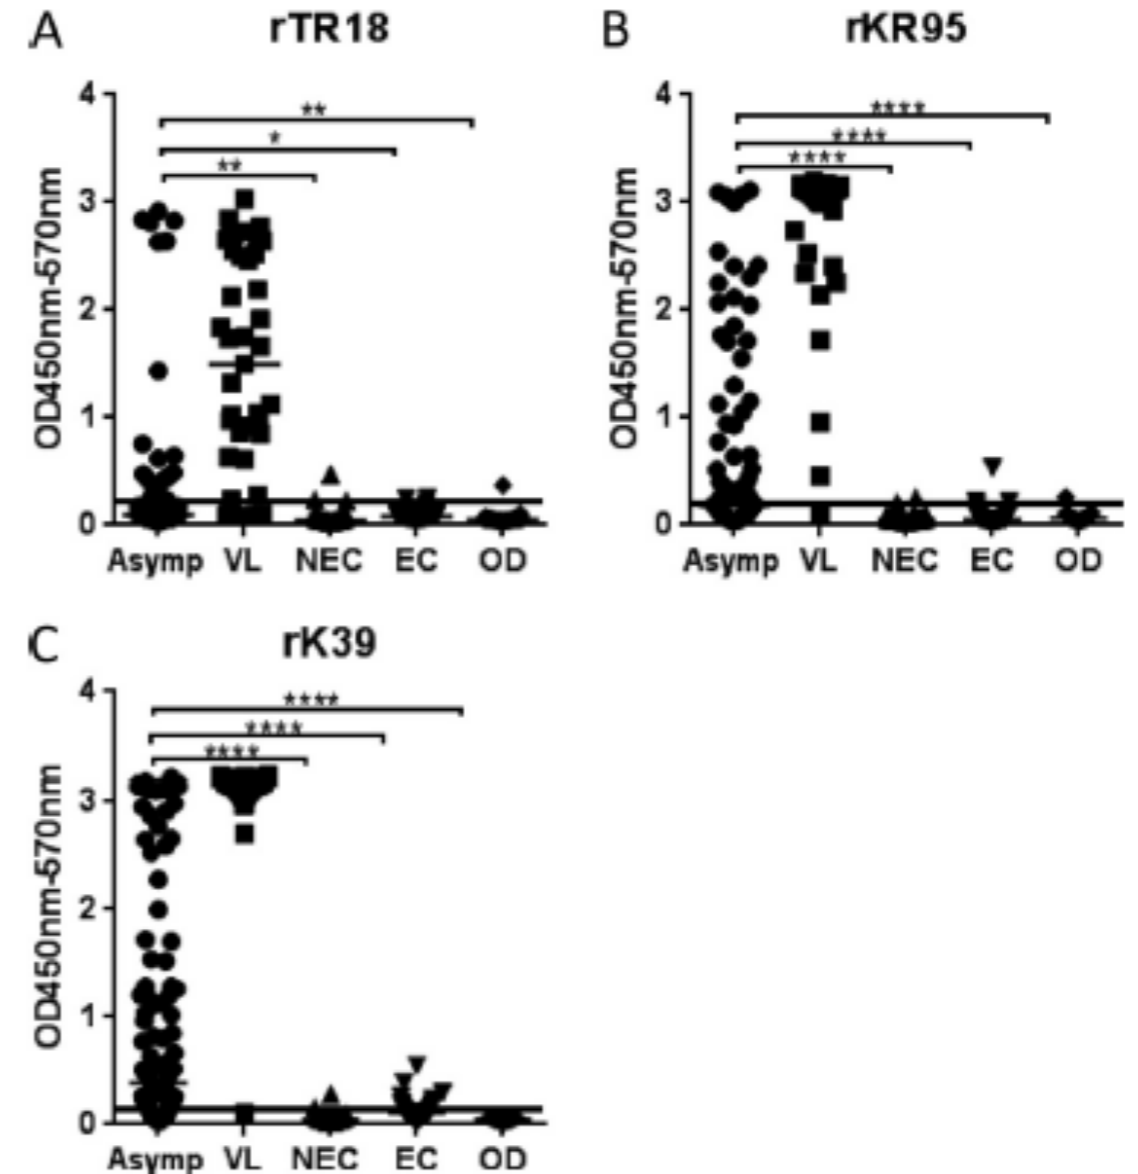 A rTR18
OD450nm-570nm
4
**
*
**
3
2
1
0
Asymp VL NEC EC OD
B rKR95
OD450nm-570nm
4
****
****
****
3
2
1
0
Asymp VL NEC EC OD
C rK39
OD450nm-570nm
4
****
****
****
3
2
1
0
Asymp VL NEC EC OD